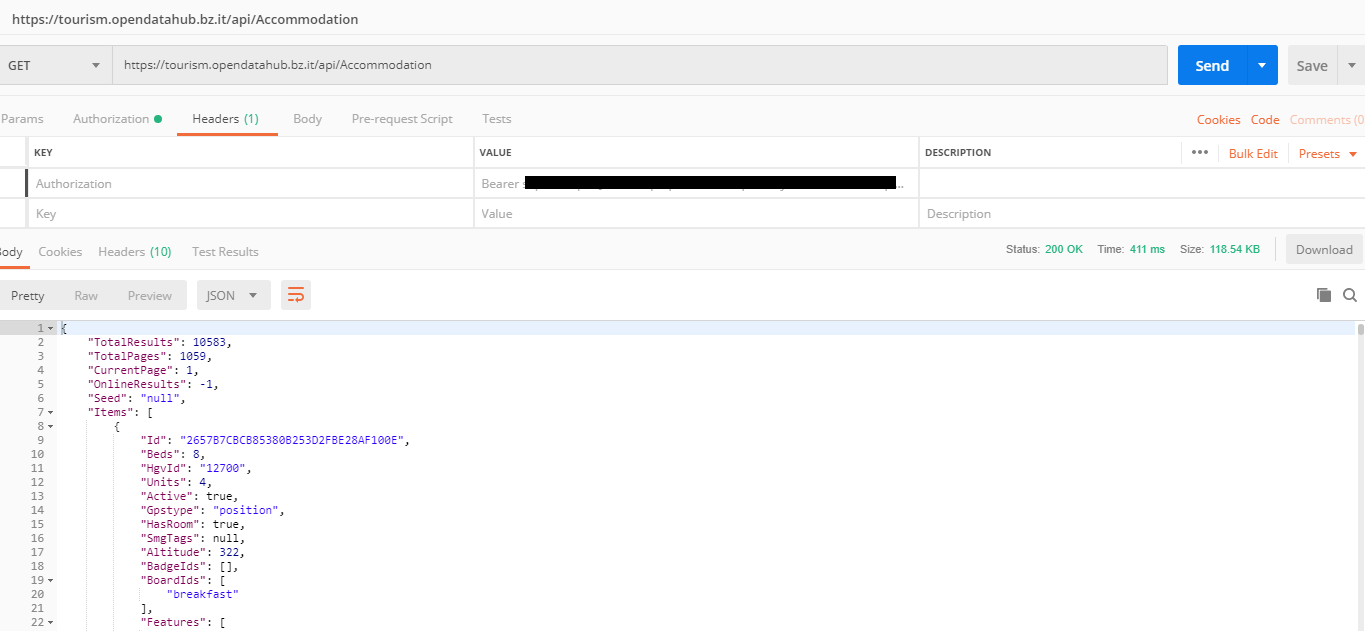 https://tourism.opendatahub.bz.it/api/Accommodation
GET https://tourism.opendatahub.bz.it/api/Accommodation Send Save
Params Authorization Headers (1) Body Pre-request Script Tests Cookies Code Comments (0
KEY VALUE DESCRIPTION ••• Bulk Edit Presets
Authorization Bearer ...
Key Value Description
Body Cookies Headers (10) Test Results Status: 200 OK Time: 411 ms Size: 118.54 KB Download
Pretty Raw Preview JSON
1 {
2 "TotalResults": 10583,
3 "TotalPages": 1059,
4 "CurrentPage": 1,
5 "OnlineResults": -1,
6 "Seed": "null",
7 "Items": [
8 {
9 "Id": "2657B7CBCB85380B253D2FBE28AF100E",
10 "Beds": 8,
11 "HgvId": "12700",
12 "Units": 4,
13 "Active": true,
14 "Gpstype": "position",
15 "HasRoom": true,
16 "SmgTags": null,
17 "Altitude": 322,
18 "BadgeIds": [],
19 "BoardIds": [
20 "breakfast"
21 ],
22 "Features": [